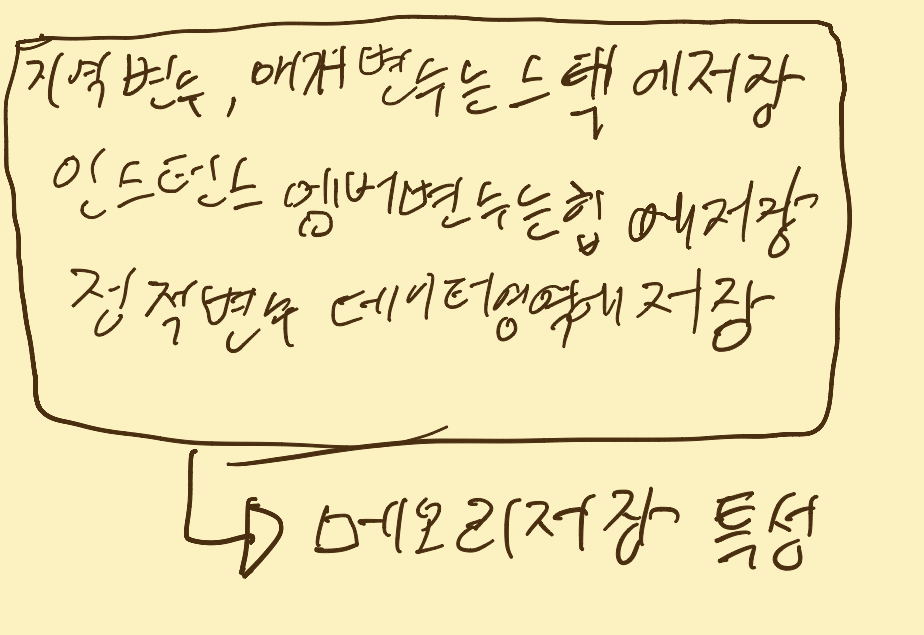 지역변수, 매개변수는 스택에 저장
인스턴스 멤버변수는 힙에 저장
정적변수 데이터영역에 저장
메모리저장 특성